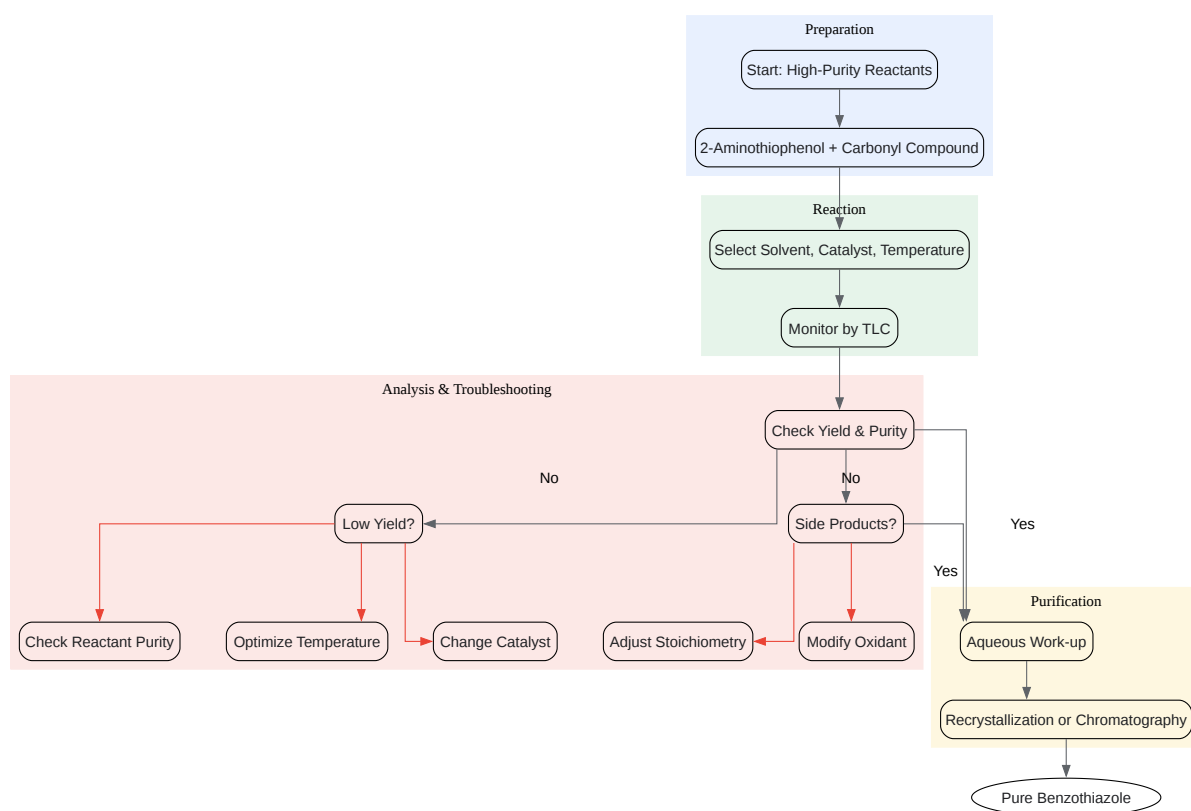 Preparation
Start: High-Purity Reactants
2-Aminothiophenol + Carbonyl Compound
Reaction
Select Solvent, Catalyst, Temperature
Monitor by TLC
Analysis & Troubleshooting
Check Yield & Purity
No
No
Low Yield?
Side Products?
Yes
Yes
Check Reactant Purity
Optimize Temperature
Change Catalyst
Adjust Stoichiometry
Modify Oxidant
Purification
Aqueous Work-up
Recrystallization or Chromatography
Pure Benzothiazole